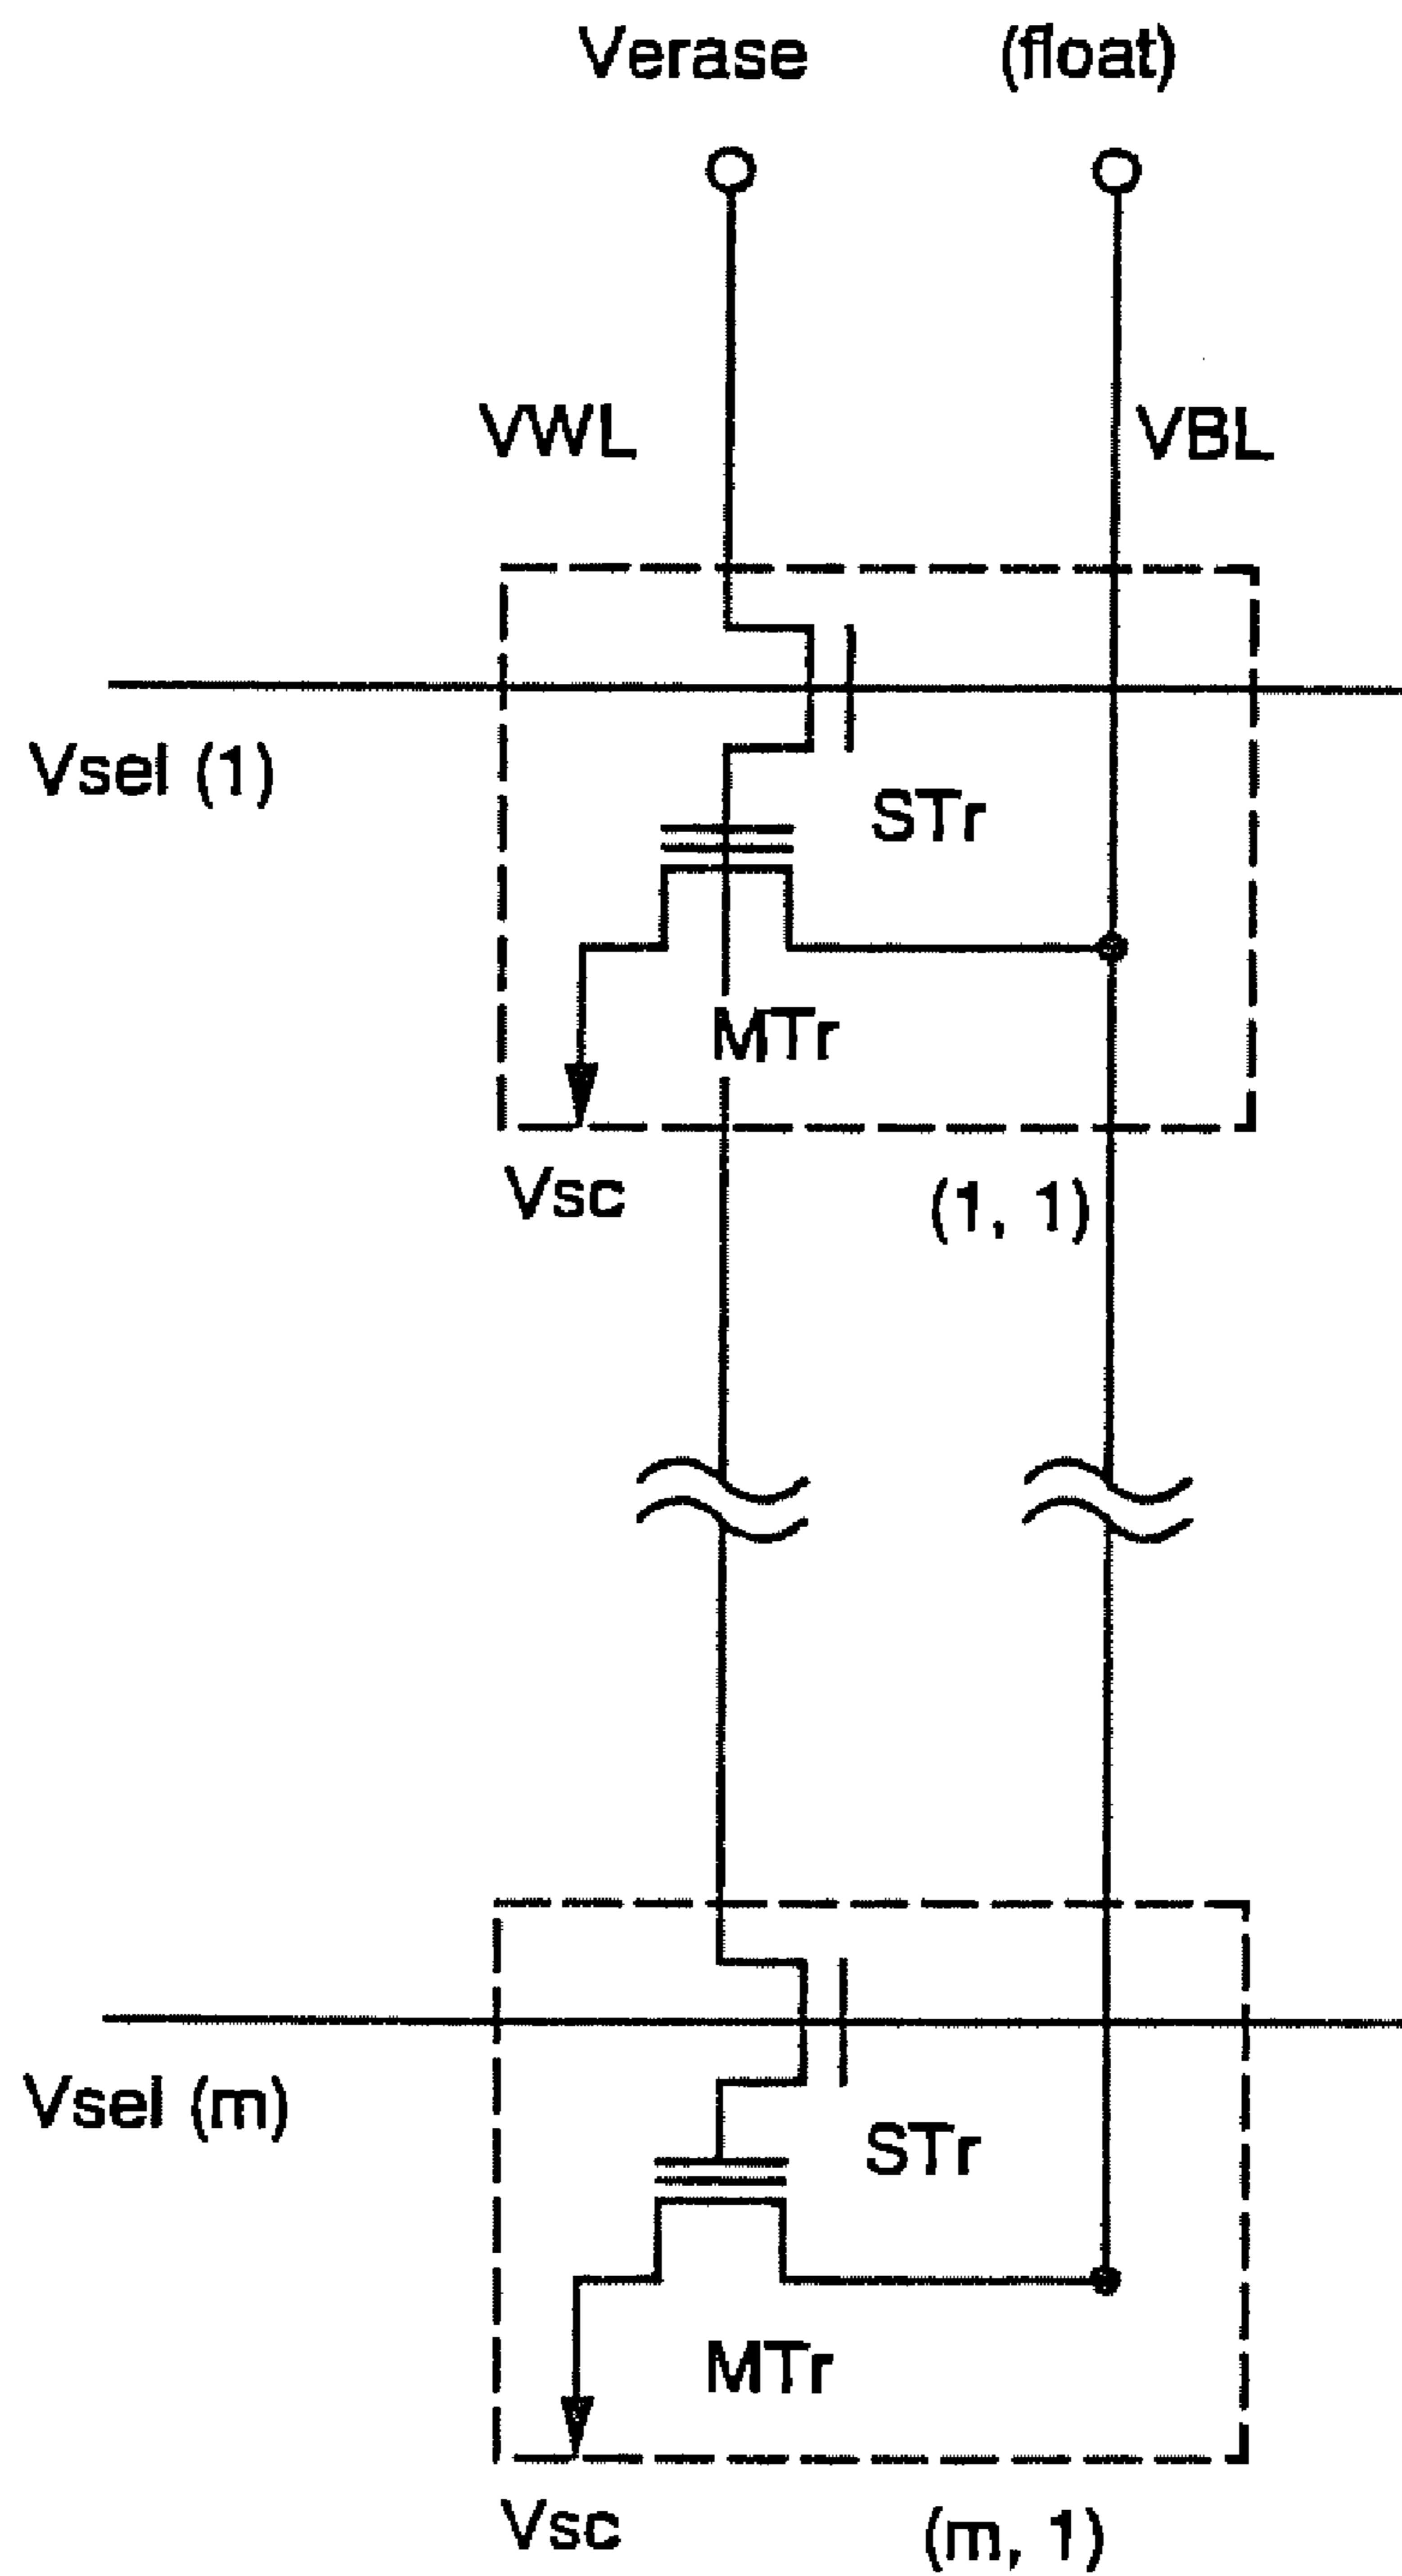 Verase (float)
VWL VBL
Vsel (1)
STr
MTr
Vsc (1, 1)
Vsel (m)
STr
MTr
Vsc (m, 1)